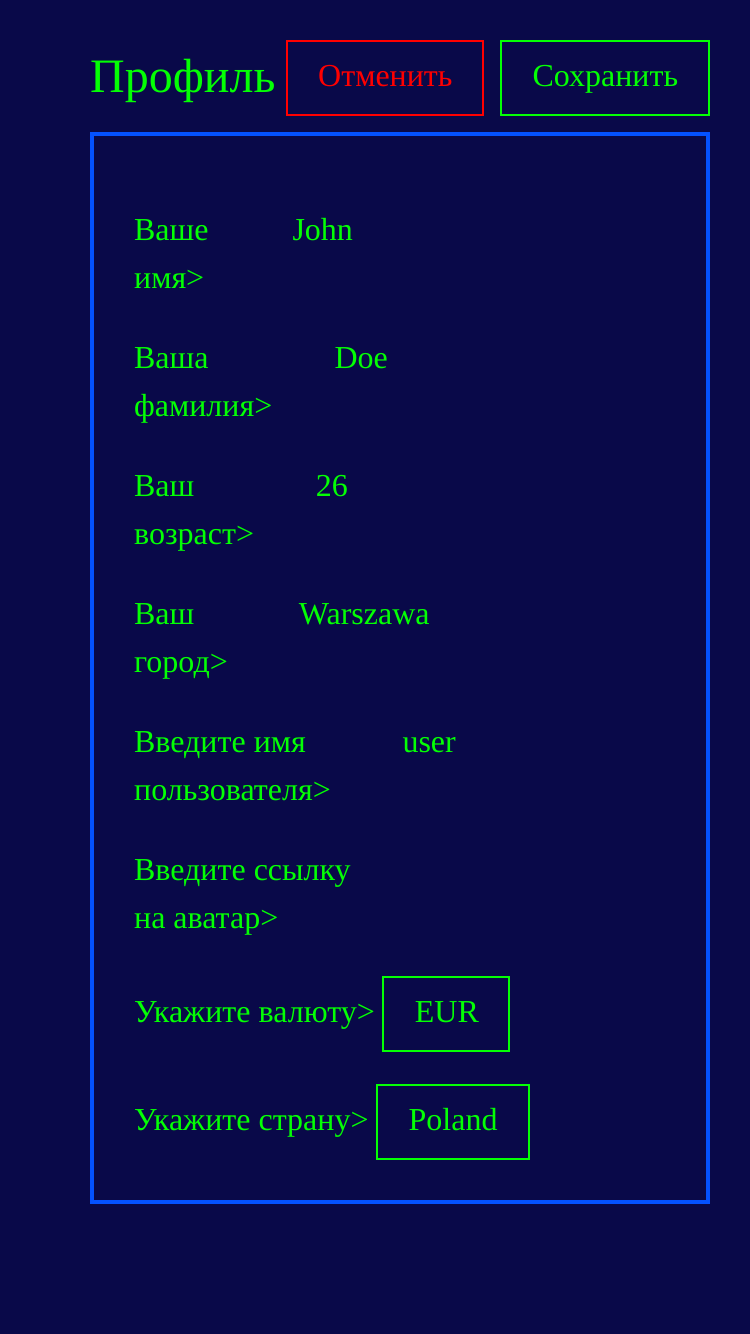 Профиль Отменить Сохранить
Ваше John
имя>
Ваша Doe
фамилия>
Ваш 26
возраст>
Ваш Warszawa
город>
Введите имя user
пользователя>
Введите ссылку
на аватар>
Укажите валюту> EUR
Укажите страну> Poland